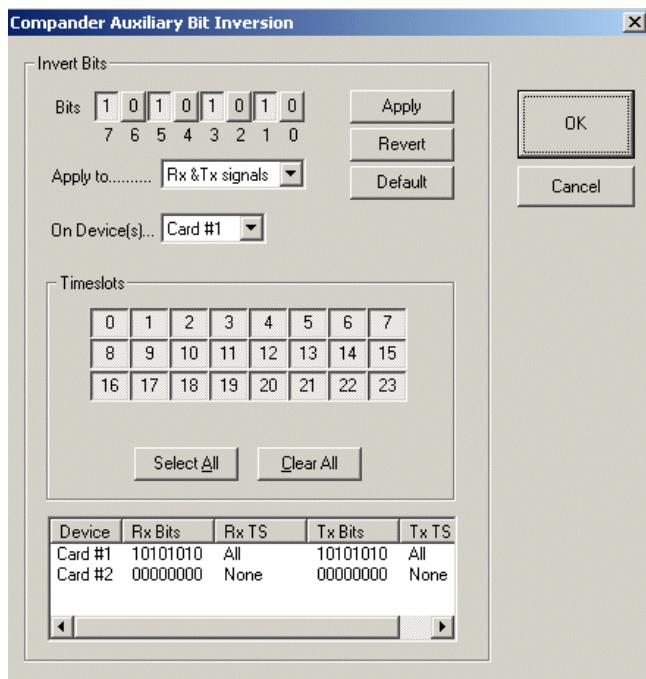 Compander Auxiliary Bit Inversion
Invert Bits
Bits 1 0 1 0 1 0 1 0
7 6 5 4 3 2 1 0
Apply
Revert
Default
OK
Cancel
Apply to.......... Rx &Tx signals
On Device(s)... Card #1
Timeslots
0 1 2 3 4 5 6 7
8 9 10 11 12 13 14 15
16 17 18 19 20 21 22 23
Select All Clear All
Device Rx Bits Rx TS Tx Bits Tx TS
Card #1 10101010 All 10101010 All
Card #2 00000000 None 00000000 None